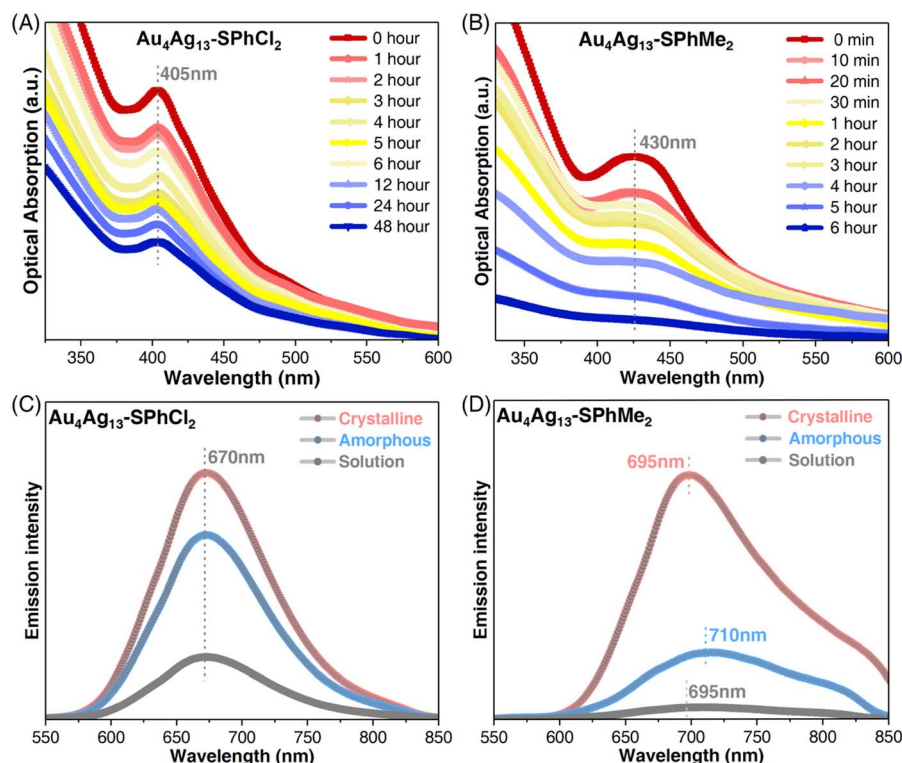 (A)
Au₄Ag₁₃-SPhCl₂
405nm
0 hour
1 hour
2 hour
3 hour
4 hour
5 hour
6 hour
12 hour
24 hour
48 hour
Optical Absorption (a.u.)
350 400 450 500 550 600
Wavelength (nm)
(B)
Au₄Ag₁₃-SPhMe₂
430nm
0 min
10 min
20 min
30 min
1 hour
2 hour
3 hour
4 hour
5 hour
6 hour
Optical Absorption (a.u.)
350 400 450 500 550 600
Wavelength (nm)
(C)
Au₄Ag₁₃-SPhCl₂
670nm
Crystalline
Amorphous
Solution
Emission intensity
550 600 650 700 750 800 850
Wavelength (nm)
(D)
Au₄Ag₁₃-SPhMe₂
Crystalline
Amorphous
Solution
695nm
710nm
695nm
Emission intensity
550 600 650 700 750 800 850
Wavelength (nm)